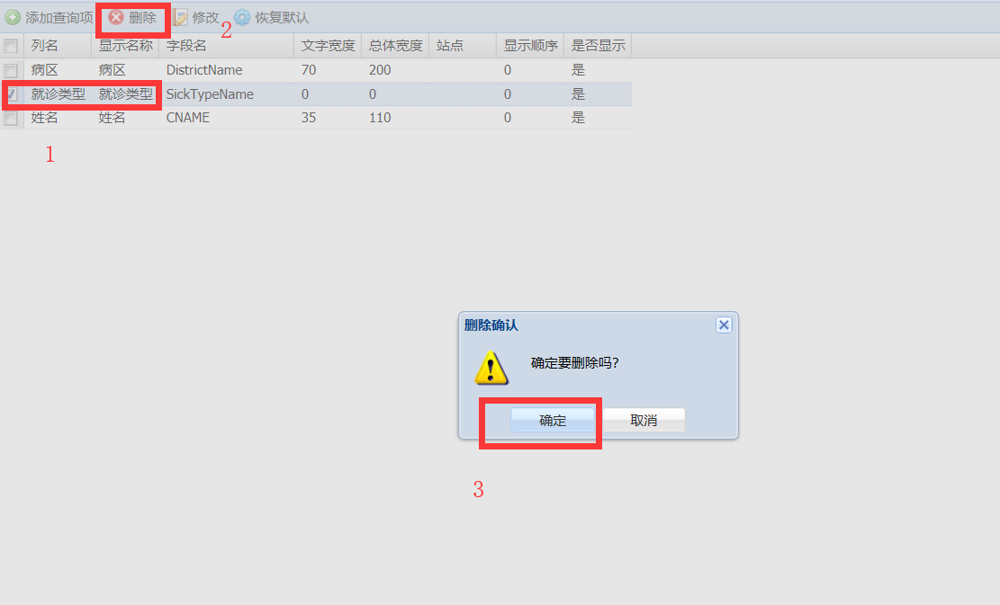 添加查询项 删除 修改 恢复默认
2
列名 显示名称 字段名 文字宽度 总体宽度 站点 显示顺序 是否显示
病区 病区 DistrictName 70 200 0 是
就诊类型 就诊类型 SickTypeName 0 0 0 是
姓名 姓名 CNAME 35 110 0 是
1
删除确认
确定要删除吗?
确定 取消
3